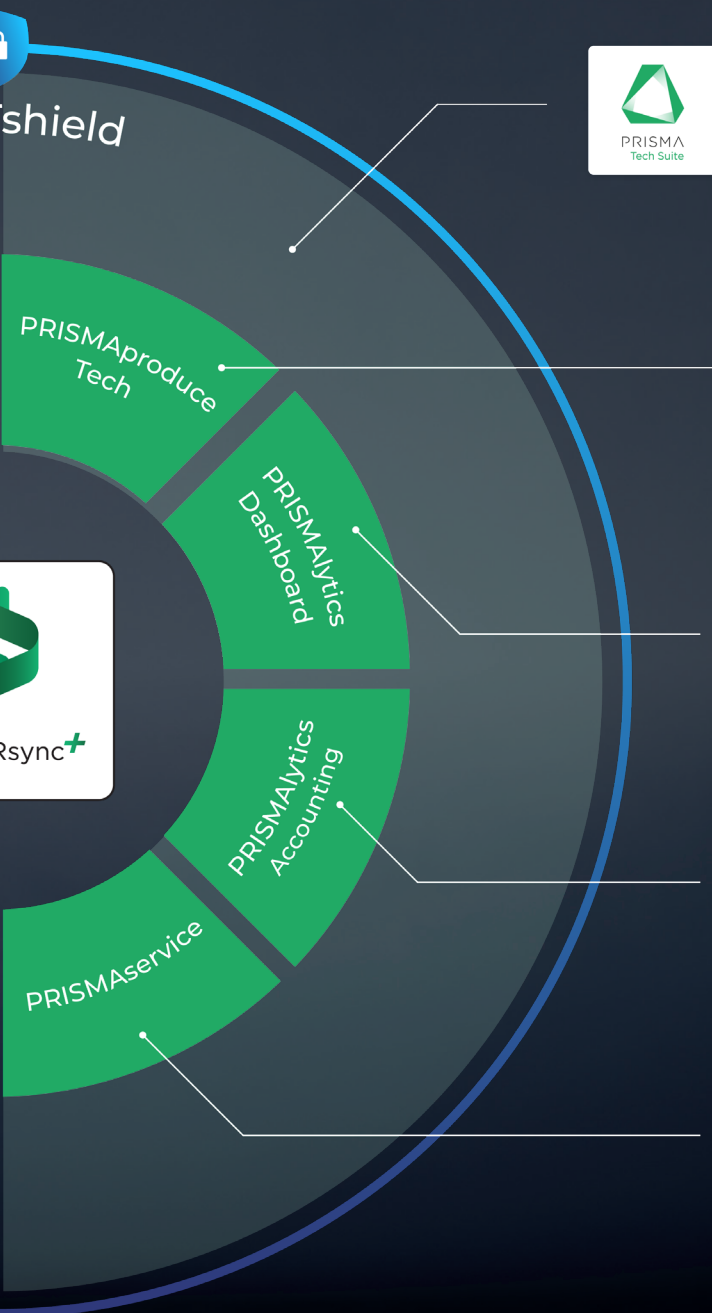 shield
PRISMA
Tech Suite
PRISMAproduce
Tech
PRISMAlytics
Dashboard
Rsync+
PRISMAlytics
Accounting
PRISMAservice